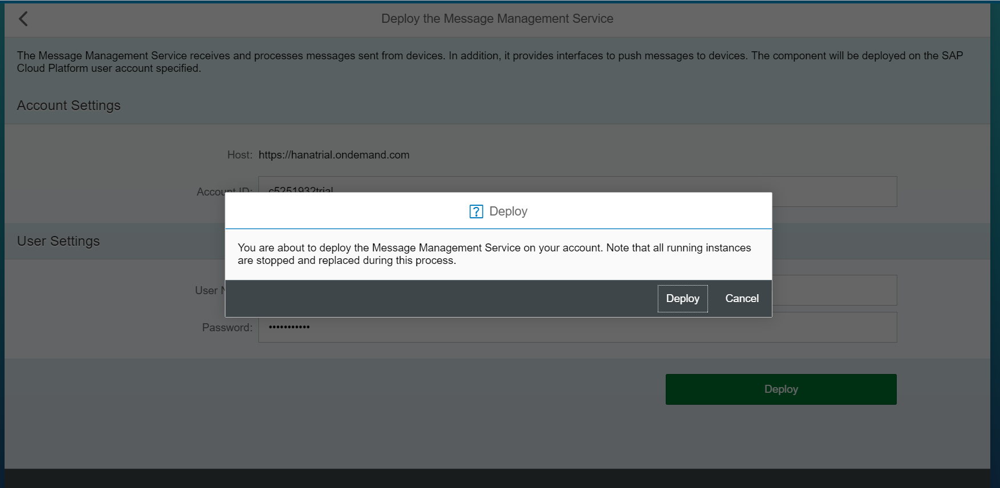 Deploy the Message Management Service
The Message Management Service receives and processes messages sent from devices. In addition, it provides interfaces to push messages to devices. The component will be deployed on the SAP
Cloud Platform user account specified.
Account Settings
Host: https://hanatrial.ondemand.com
Account ID: c5251932trial
Deploy
You are about to deploy the Message Management Service on your account. Note that all running instances
are stopped and replaced during this process.
Deploy Cancel
User Settings
User N
Password: •••••••••••
Deploy